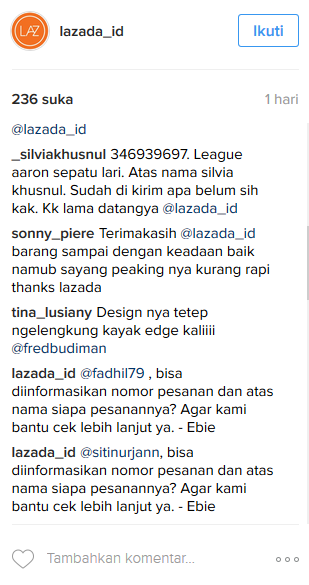 LAZ
lazada_id
Ikuti
236 suka
1 hari
@lazada_id
_silviakhusnul 346939697. League
aaron sepatu lari. Atas nama silvia
khusnul. Sudah di kirim apa belum sih
kak. Kk lama datangya @lazada_id
sonny_piere Terimakasih @lazada_id
barang sampai dengan keadaan baik
namub sayang peaking nya kurang rapi
thanks lazada
tina_lusiany Design nya tetep
ngelengkung kayak edge kaliiii
@fredbudiman
lazada_id @fadhil79 , bisa
diinformasikan nomor pesanan dan atas
nama siapa pesanannya? Agar kami
bantu cek lebih lanjut ya. - Ebie
lazada_id @sitinurjann, bisa
diinformasikan nomor pesanan dan atas
nama siapa pesanannya? Agar kami
bantu cek lebih lanjut ya. - Ebie
Tambahkan komentar...